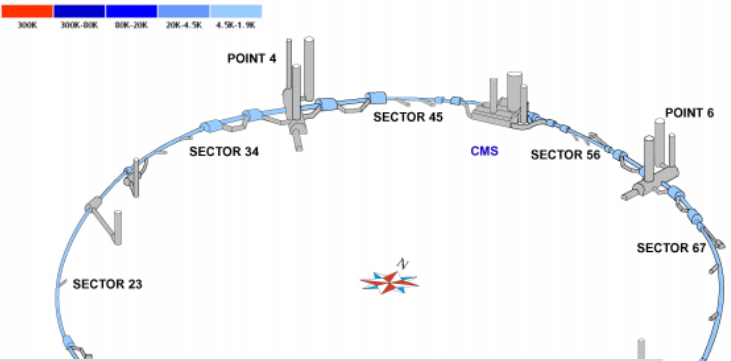 300K 300K-80K 80K-20K 20K-4.5K 4.5K-1.9K
POINT 4
SECTOR 45
POINT 6
SECTOR 34
CMS
SECTOR 56
SECTOR 67
N
SECTOR 23